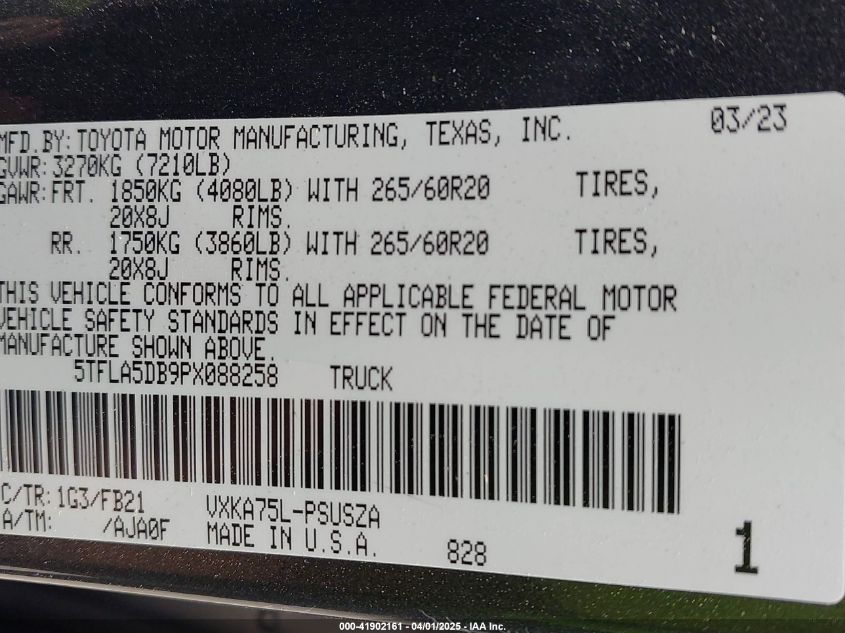 03/23
MFD.BY: TOYOTA MOTOR MANUFACTURING, TEXAS, INC.
GVWR: 3270KG (7210LB)
GAWR: FRT. 1850KG (4080LB) WITH 265/60R20 TIRES,
20X8J RIMS.
RR. 1750KG (3860LB) WITH 265/60R20 TIRES,
20X8J RIMS.
THIS VEHICLE CONFORMS TO ALL APPLICABLE FEDERAL MOTOR
VEHICLE SAFETY STANDARDS IN EFFECT ON THE DATE OF
MANUFACTURE SHOWN ABOVE.
5TFLA5DB9PX088258 TRUCK
C/TR: 1G3/FB21 VXKA75L-PSUSZA
A/TM: /AJA0F MADE IN U.S.A. 828
1
000-41902161 - 04/01/2025 - IAA Inc.